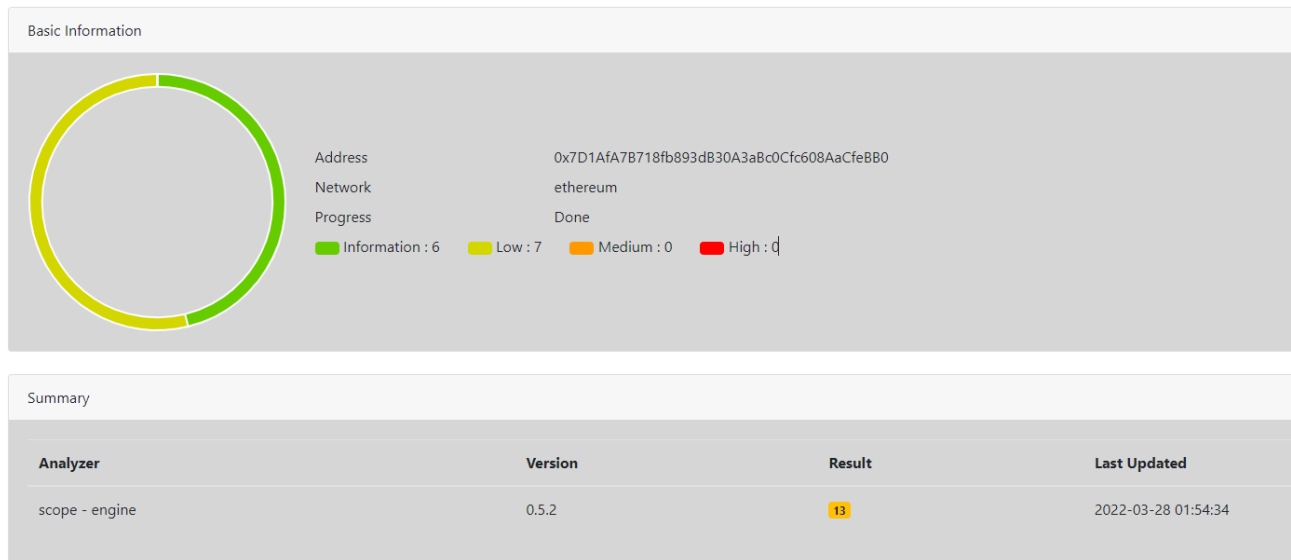 Basic Information
Address 0x7D1AfA7B718fb893dB30A3aBc0Cfc608AaCfeBB0
Network ethereum
Progress Done
Information : 6 Low : 7 Medium : 0 High : 0
Summary
Analyzer Version Result Last Updated
scope - engine 0.5.2 13 2022-03-28 01:54:34